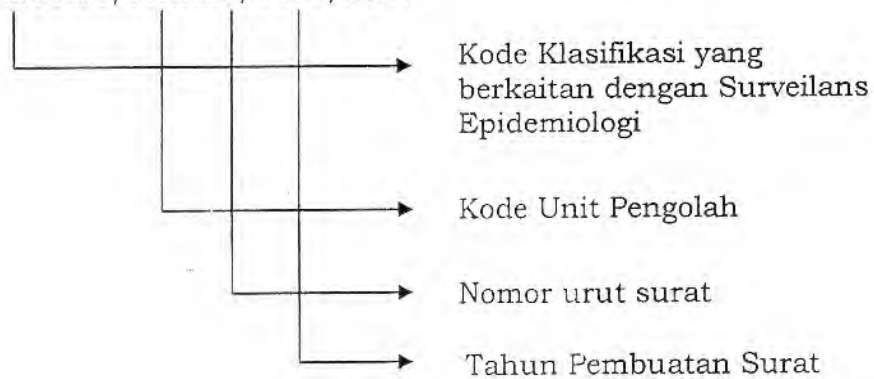 Kode Klasifikasi yang
berkaitan dengan Surveilans
Epidemiologi
Kode Unit Pengolah
Nomor urut surat
Tahun Pembuatan Surat